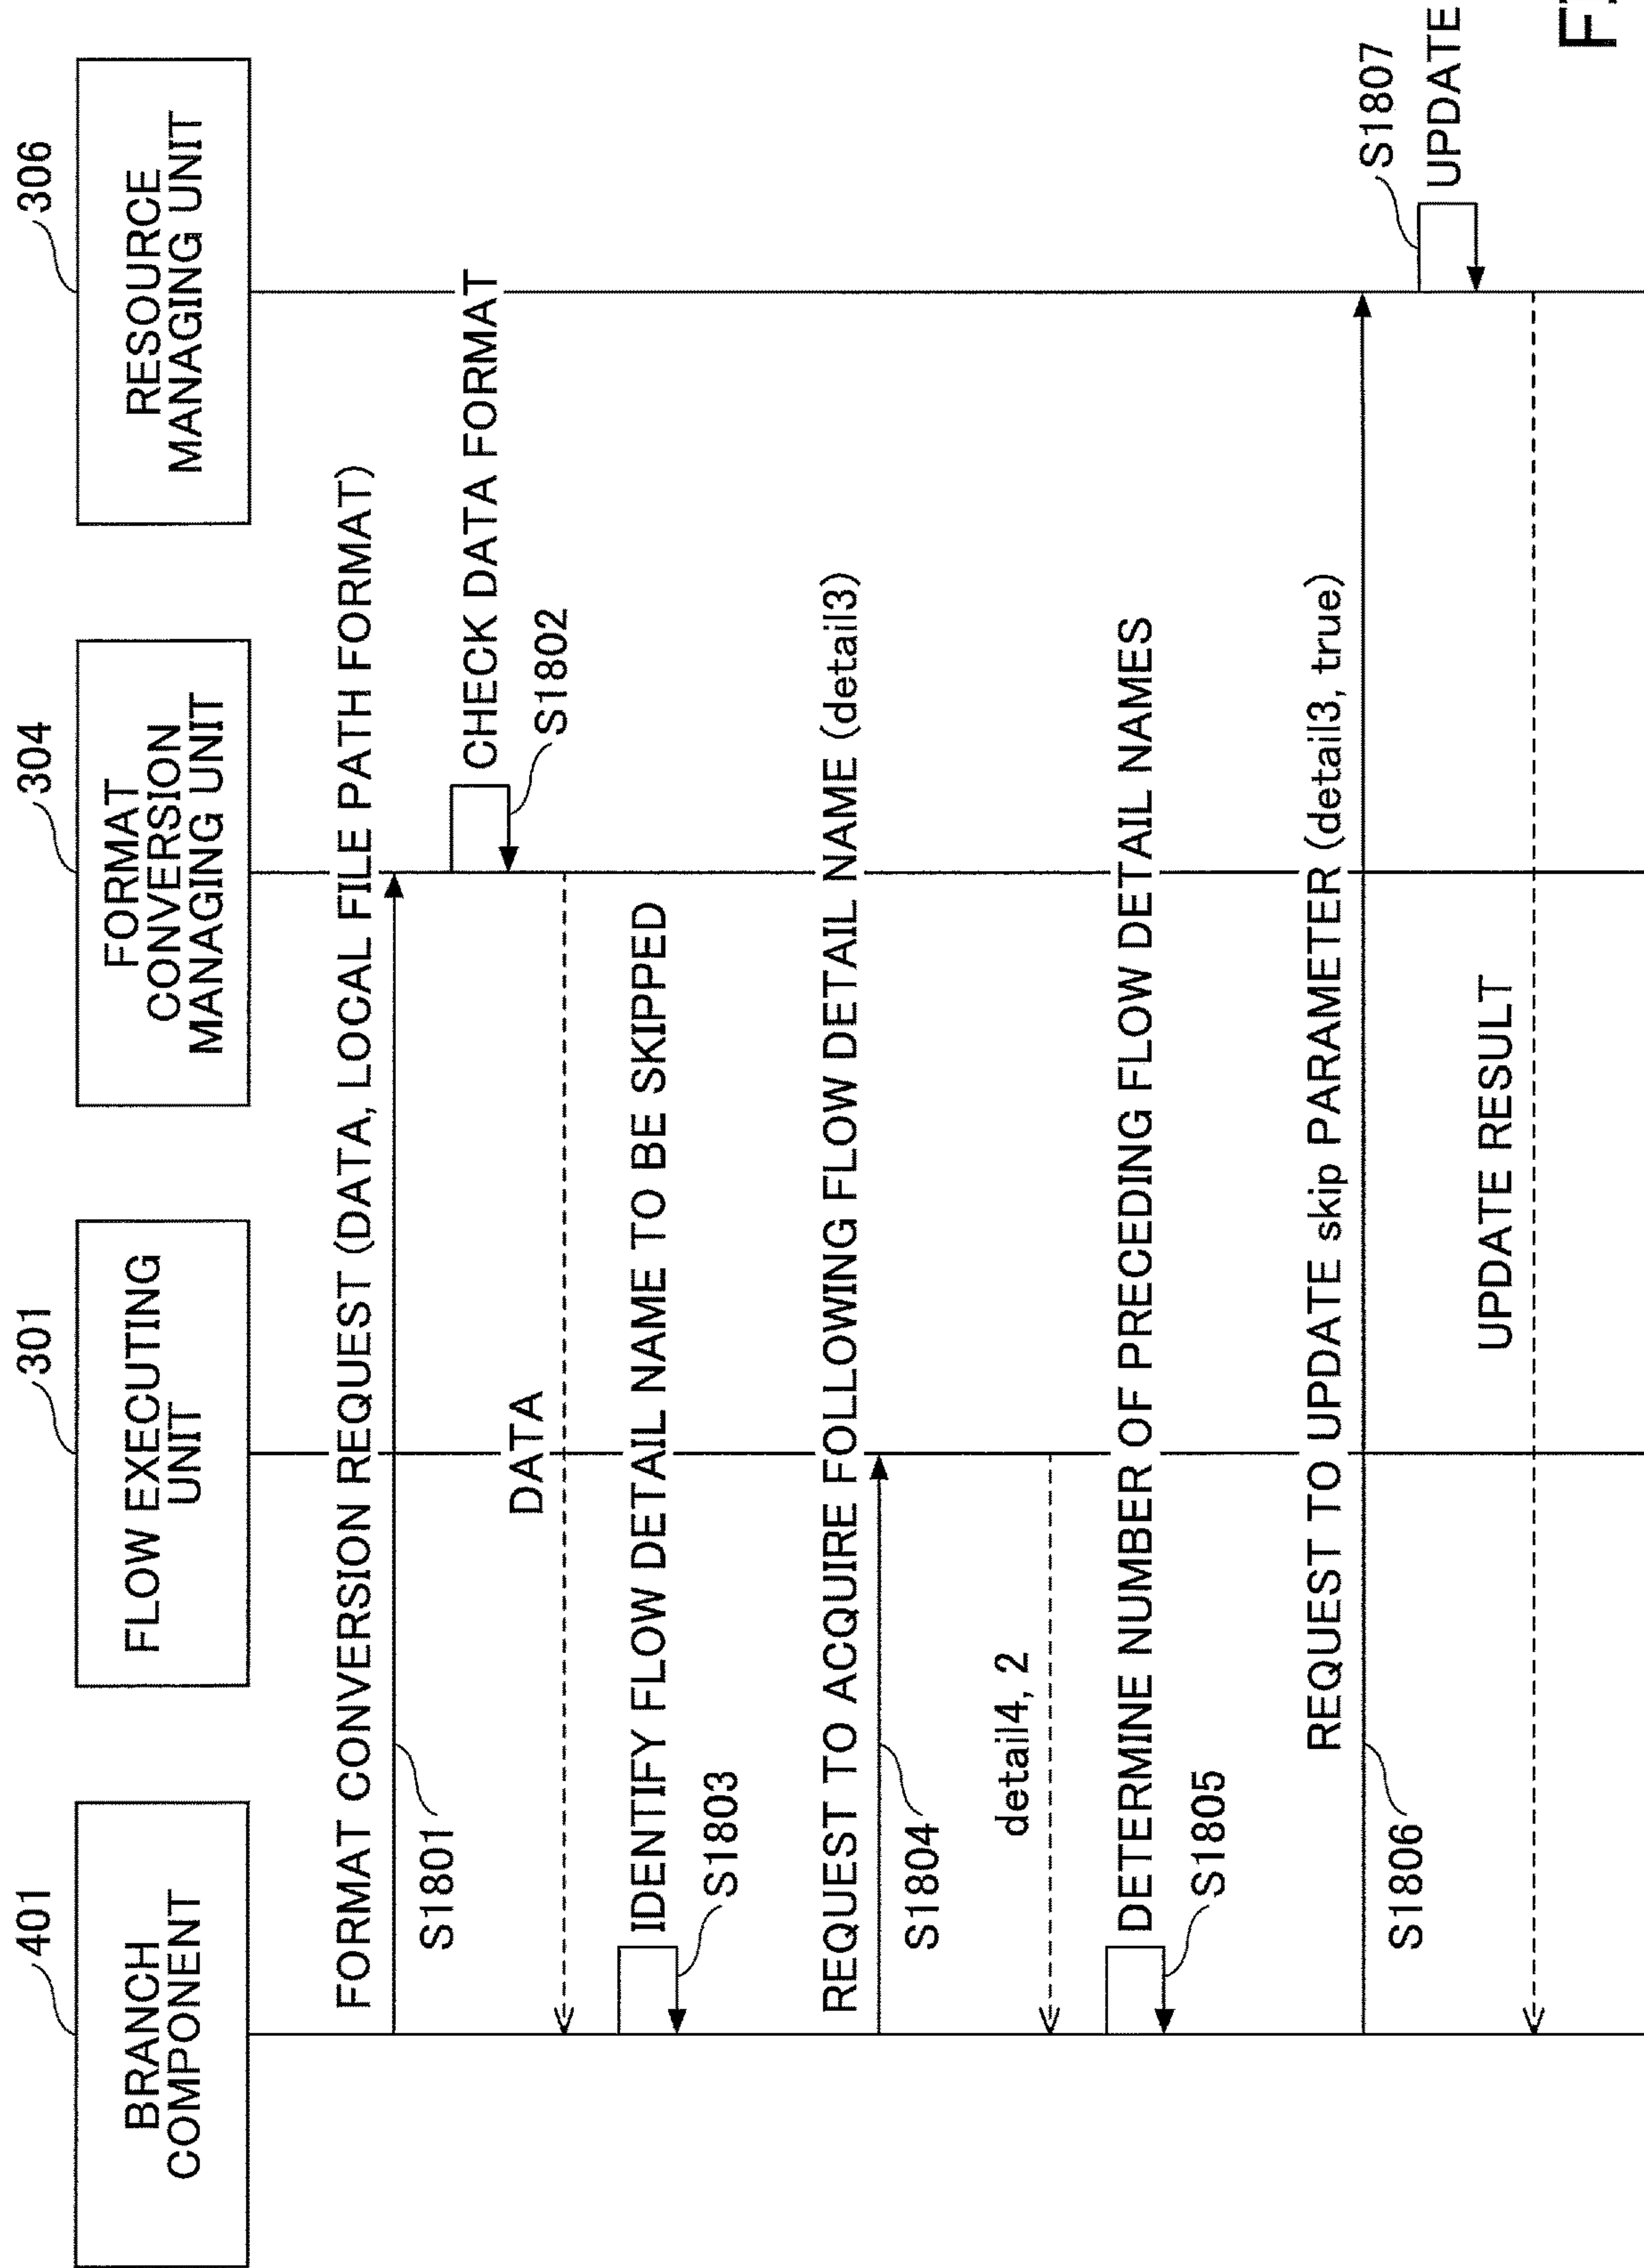 401
BRANCH
COMPONENT
301
FLOW EXECUTING
UNIT
304
FORMAT
CONVERSION
MANAGING UNIT
306
RESOURCE
MANAGING UNIT
FORMAT CONVERSION REQUEST (DATA, LOCAL FILE PATH FORMAT)
S1801
CHECK DATA FORMAT
S1802
DATA
IDENTIFY FLOW DETAIL NAME TO BE SKIPPED
S1803
REQUEST TO ACQUIRE FOLLOWING FLOW DETAIL NAME (detail3)
S1804
detail4, 2
DETERMINE NUMBER OF PRECEDING FLOW DETAIL NAMES
S1805
REQUEST TO UPDATE skip PARAMETER (detail3, true)
S1806
S1807
UPDATE
UPDATE RESULT